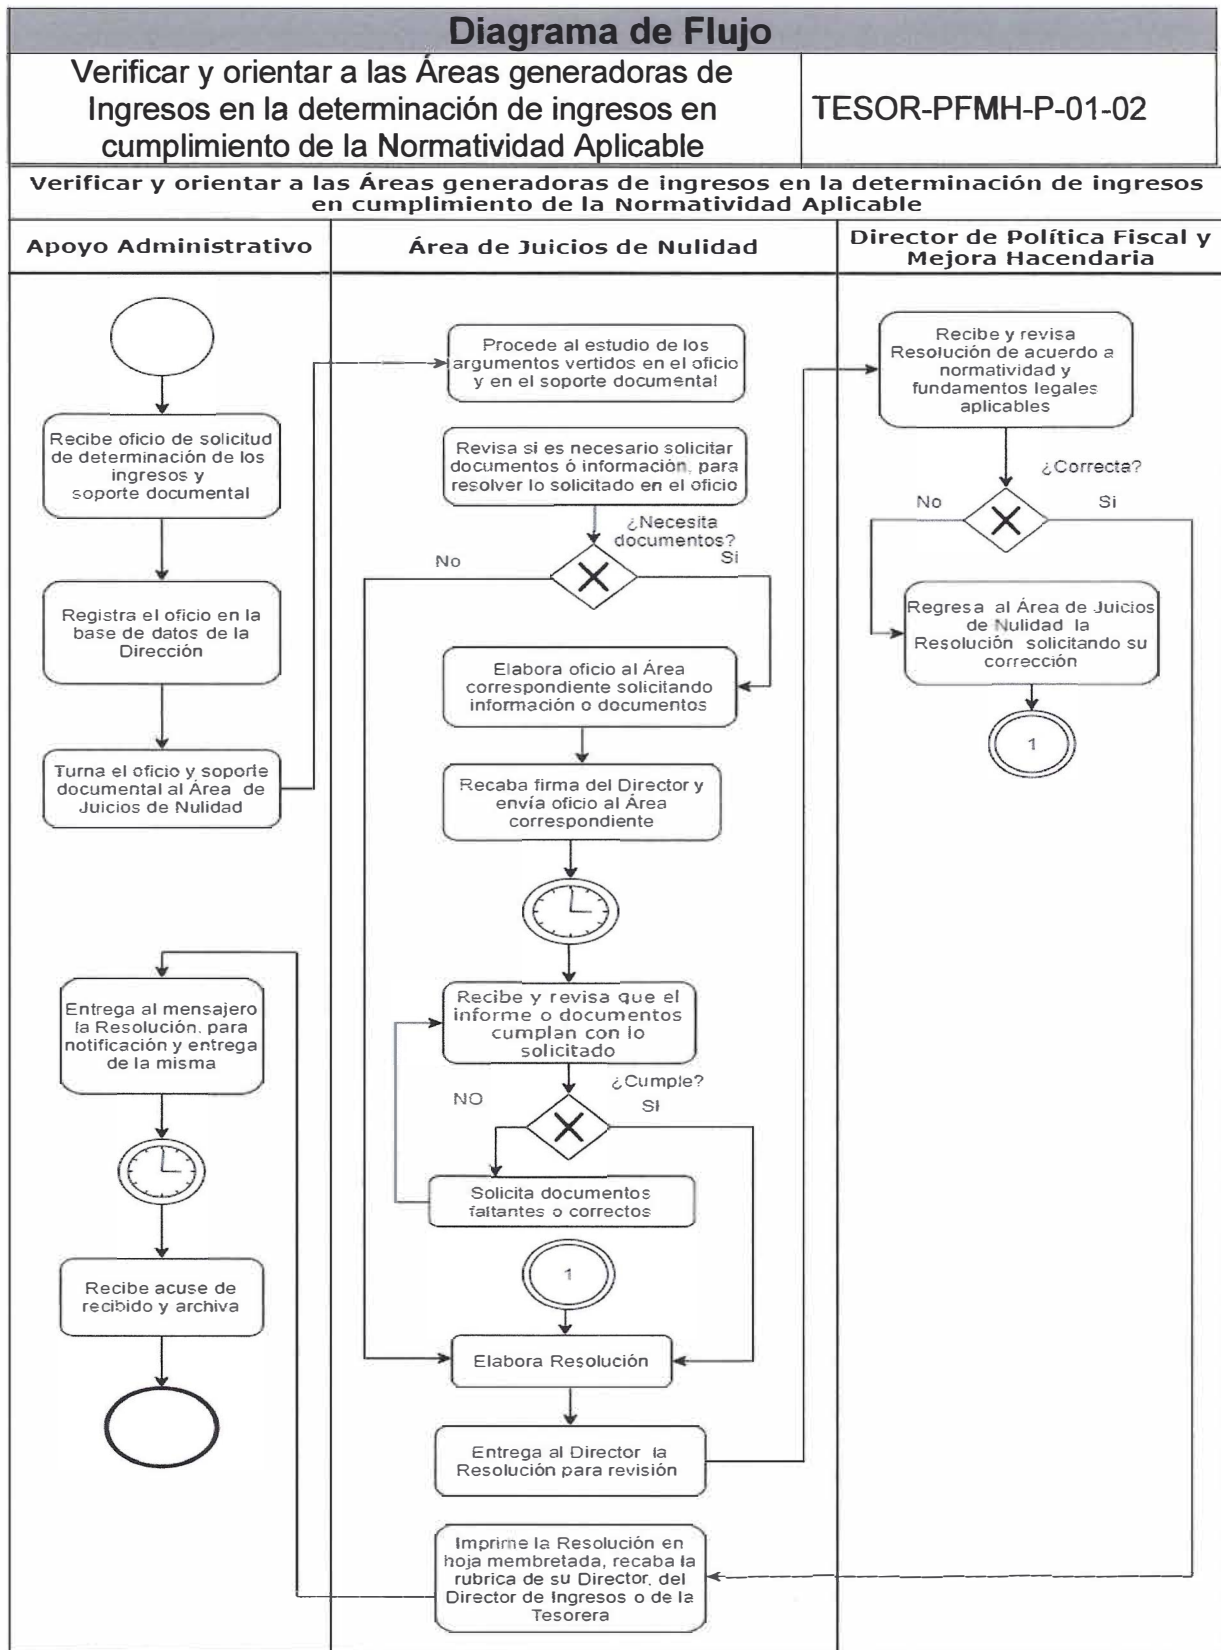 Diagrama de Flujo
Verificar y orientar a las Áreas generadoras de
Ingresos en la determinación de ingresos en
cumplimiento de la Normatividad Aplicable
TESOR-PFMH-P-01-02
Verificar y orientar a las Áreas generadoras de ingresos en la determinación de ingresos
en cumplimiento de la Normatividad Aplicable
Apoyo Administrativo
Área de Juicios de Nulidad
Director de Política Fiscal y
Mejora Hacendaria
Recibe oficio de solicitud
de determinación de los
ingresos y
soporte documental
Registra el oficio en la
base de datos de la
Dirección
Turna el oficio y soporte
documental al Área de
Juicios de Nulidad
Entrega al mensajero
la Resolución, para
notificación y entrega
de la misma
Recibe acuse de
recibido y archiva
Procede al estudio de los
argumentos vertidos en el oficio
y en el soporte documental
Revisa si es necesario solicitar
documentos ó información, para
resolver lo solicitado en el oficio
¿Necesita
documentos?
No
Si
Elabora oficio al Área
correspondiente solicitando
información o documentos
Recaba firma del Director y
envía oficio al Área
correspondiente
Recibe y revisa que el
informe o documentos
cumplan con lo
solicitado
¿Cumple?
NO
SI
Solicita documentos
faltantes o correctos
1
Elabora Resolución
Entrega al Director la
Resolución para revisión
Imprime la Resolución en
hoja membretada, recaba la
rubrica de su Director, del
Director de Ingresos o de la
Tesorera
Recibe y revisa
Resolución de acuerdo a
normatividad y
fundamentos legales
aplicables
¿Correcta?
No
Si
Regresa al Área de Juicios
de Nulidad la
Resolución solicitando su
corrección
1